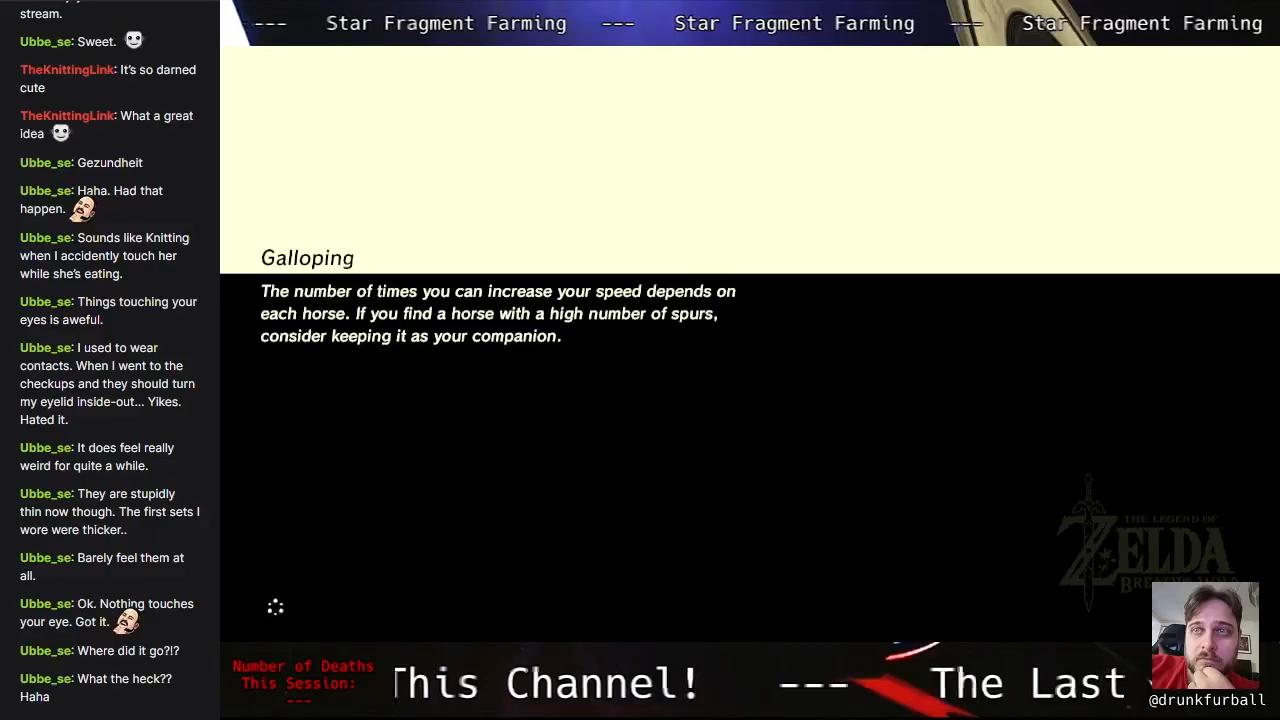 stream.
Ubbe_se: Sweet.
TheKnittingLink: It's so darned
cute
TheKnittingLink: What a great
idea
Ubbe_se: Gezundheit
Ubbe_se: Haha. Had that
happen.
Ubbe_se: Sounds like Knitting
when I accidently touch her
while she's eating.
Ubbe_se: Things touching your
eyes is aweful.
Ubbe_se: I used to wear
contacts. When I went to the
checkups and they should turn
my eyelid inside-out... Yikes.
Hated it.
Ubbe_se: It does feel really
weird for quite a while.
Ubbe_se: They are stupidly
thin now though. The first sets I
wore were thicker..
Ubbe_se: Barely feel them at
all.
Ubbe_se: Ok. Nothing touches
your eye. Got it.
Ubbe_se: Where did it go?!?
Ubbe_se: What the heck??
Haha
--- Star Fragment Farming --- Star Fragment Farming --- Star Fragment Farming
Galloping
The number of times you can increase your speed depends on
each horse. If you find a horse with a high number of spurs,
consider keeping it as your companion.
THE LEGEND OF
ZELDA
Number of Deaths
This Session:
---
This Channel! --- The Last
@drunkfurball